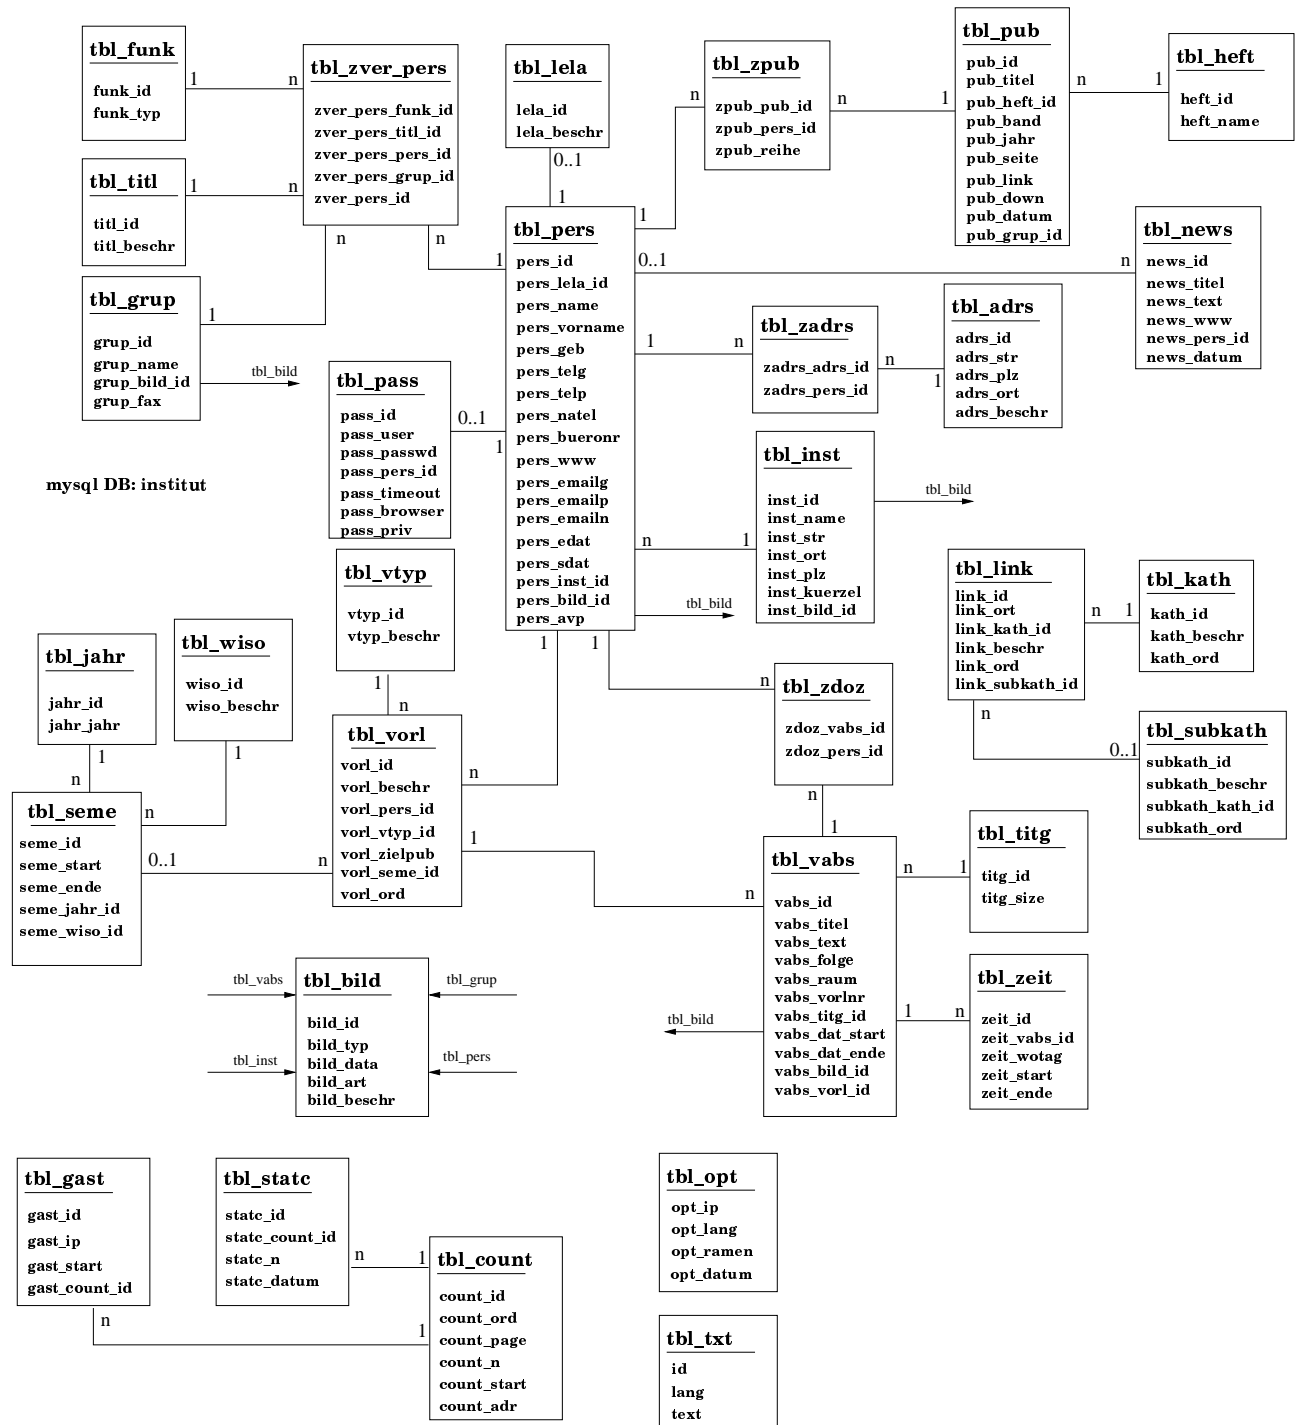 tbl_funk
funk_id
funk_typ
1
n
tbl_zver_pers
zver_pers_funk_id
zver_pers_titl_id
zver_pers_pers_id
zver_pers_grup_id
zver_pers_id
tbl_titl
titl_id
titl_beschr
1
n
n
n
1
tbl_grup
grup_id
grup_name
grup_bild_id
grup_fax
1
tbl_bild
tbl_lela
lela_id
lela_beschr
0..1
1
tbl_zpub
zpub_pub_id
zpub_pers_id
zpub_reihe
n
1
n
1
tbl_pub
pub_id
pub_titel
pub_heft_id
pub_band
pub_jahr
pub_seite
pub_link
pub_down
pub_datum
pub_grup_id
n
1
tbl_heft
heft_id
heft_name
tbl_pers
pers_id
pers_lela_id
pers_name
pers_vorname
pers_geb
pers_telg
pers_telp
pers_natel
pers_bueronr
pers_www
pers_emailg
pers_emailp
pers_emailn
pers_edat
pers_sdat
pers_inst_id
pers_bild_id
pers_avp
0..1
n
tbl_news
news_id
news_titel
news_text
news_www
news_pers_id
news_datum
1
n
tbl_zadrs
zadrs_adrs_id
zadrs_pers_id
n
1
tbl_adrs
adrs_id
adrs_str
adrs_plz
adrs_ort
adrs_beschr
tbl_pass
pass_id
pass_user
pass_passwd
pass_pers_id
pass_timeout
pass_browser
pass_priv
0..1
1
mysql DB: institut
tbl_inst
inst_id
inst_name
inst_str
inst_ort
inst_plz
inst_kuerzel
inst_bild_id
tbl_bild
n
1
tbl_bild
tbl_link
link_id
link_ort
link_kath_id
link_beschr
link_ord
link_subkath_id
n
1
tbl_kath
kath_id
kath_beschr
kath_ord
n
0..1
tbl_subkath
subkath_id
subkath_beschr
subkath_kath_id
subkath_ord
tbl_vtyp
vtyp_id
vtyp_beschr
1
n
tbl_jahr
jahr_id
jahr_jahr
1
n
tbl_wiso
wiso_id
wiso_beschr
1
n
tbl_seme
seme_id
seme_start
seme_ende
seme_jahr_id
seme_wiso_id
0..1
n
tbl_vorl
vorl_id
vorl_beschr
vorl_pers_id
vorl_vtyp_id
vorl_zielpub
vorl_seme_id
vorl_ord
1
n
1
n
1
n
tbl_zdoz
zdoz_vabs_id
zdoz_pers_id
n
1
tbl_vabs
vabs_id
vabs_titel
vabs_text
vabs_folge
vabs_raum
vabs_vorlnr
vabs_titg_id
vabs_dat_start
vabs_dat_ende
vabs_bild_id
vabs_vorl_id
tbl_bild
n
1
tbl_titg
titg_id
titg_size
1
n
tbl_zeit
zeit_id
zeit_vabs_id
zeit_wotag
zeit_start
zeit_ende
tbl_vabs
tbl_inst
tbl_bild
bild_id
bild_typ
bild_data
bild_art
bild_beschr
tbl_grup
tbl_pers
tbl_gast
gast_id
gast_ip
gast_start
gast_count_id
n
1
tbl_statc
statc_id
statc_count_id
statc_n
statc_datum
n
1
tbl_count
count_id
count_ord
count_page
count_n
count_start
count_adr
tbl_opt
opt_ip
opt_lang
opt_ramen
opt_datum
tbl_txt
id
lang
text